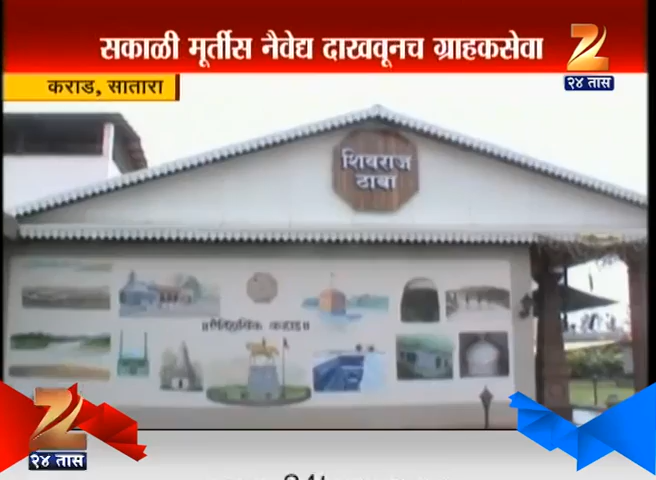 सकाळी मूर्तीस नैवेद्य दाखवूनच ग्राहकसेवा
२४ तास
कराड, सातारा
शिवराज
ढाबा
॥ऐतिहासिक कराड॥
२४ तास